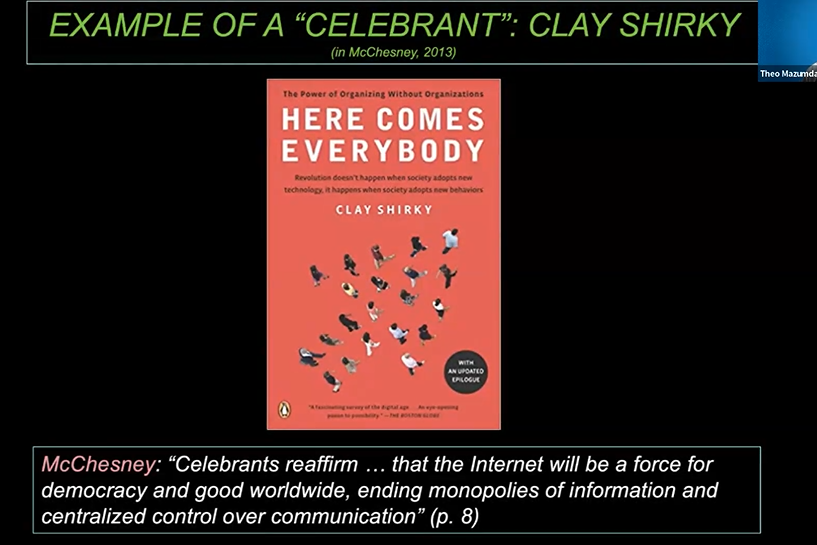 EXAMPLE OF A “CELEBRANT”: CLAY SHIRKY
(in McChesney, 2013)
Theo Mazumda
The Power of Organizing Without Organizations
HERE COMES
EVERYBODY
Revolution doesn't happen when society adopts new
technology, it happens when society adopts new behaviors
CLAY SHIRKY
WITH
AN UPDATED
EPILOGUE
"A fascinating survey of the digital age . . . An eye-opening
paean to possibility." —THE BOSTON GLOBE
McChesney: “Celebrants reaffirm … that the Internet will be a force for
democracy and good worldwide, ending monopolies of information and
centralized control over communication” (p. 8)